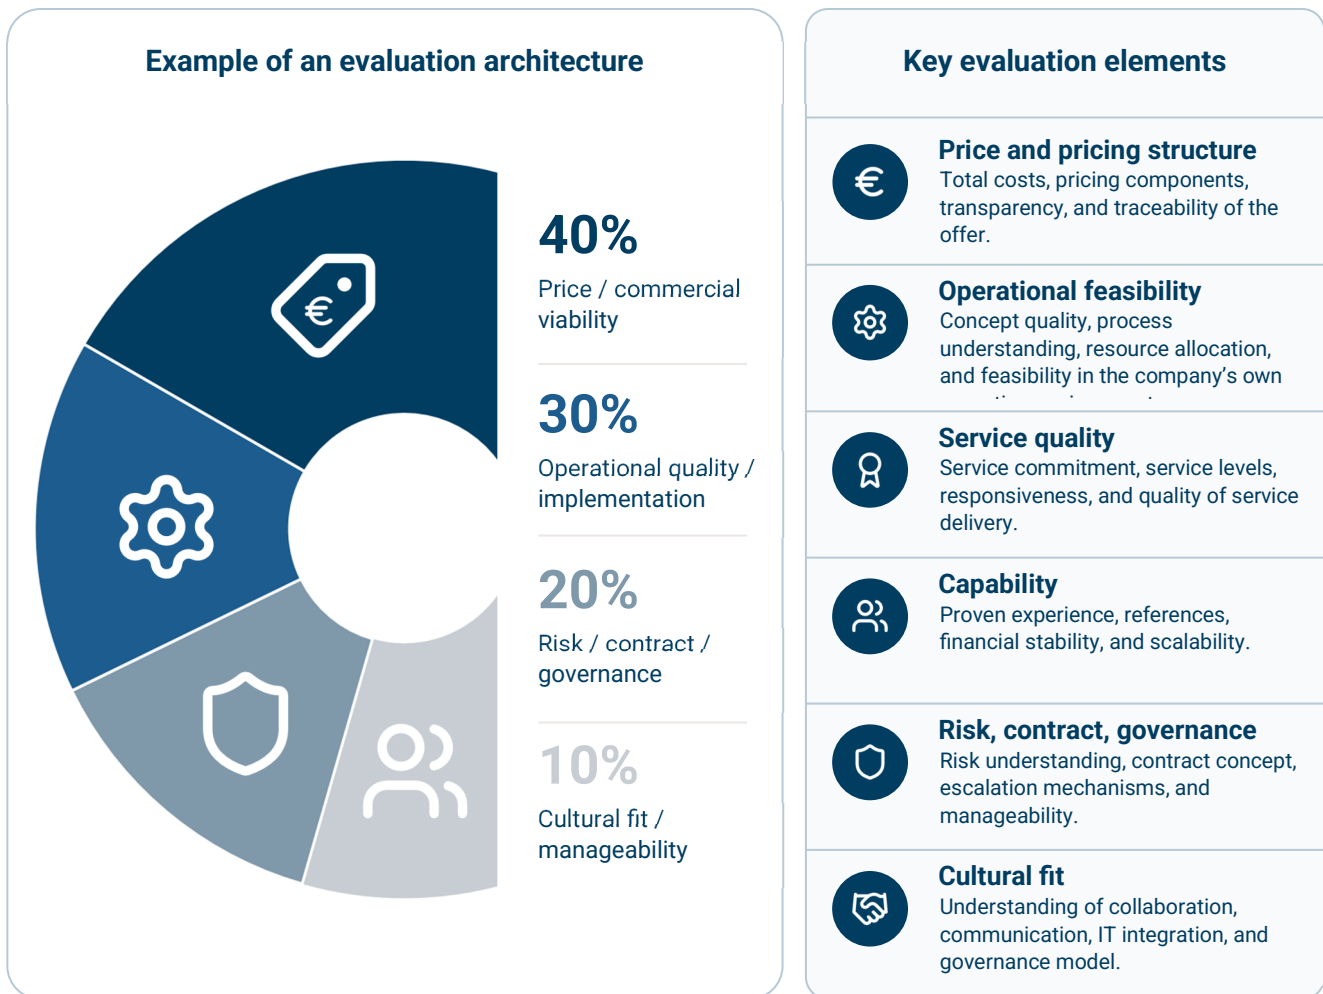 Example of an evaluation architecture
40%
Price / commercial
viability
30%
Operational quality /
implementation
20%
Risk / contract /
governance
10%
Cultural fit /
manageability
Key evaluation elements
Price and pricing structure
Total costs, pricing components,
transparency, and traceability of the
offer.
Operational feasibility
Concept quality, process
understanding, resource allocation,
and feasibility in the company’s own
Service quality
Service commitment, service levels,
responsiveness, and quality of service
delivery.
Capability
Proven experience, references,
financial stability, and scalability.
Risk, contract, governance
Risk understanding, contract concept,
escalation mechanisms, and
manageability.
Cultural fit
Understanding of collaboration,
communication, IT integration, and
governance model.